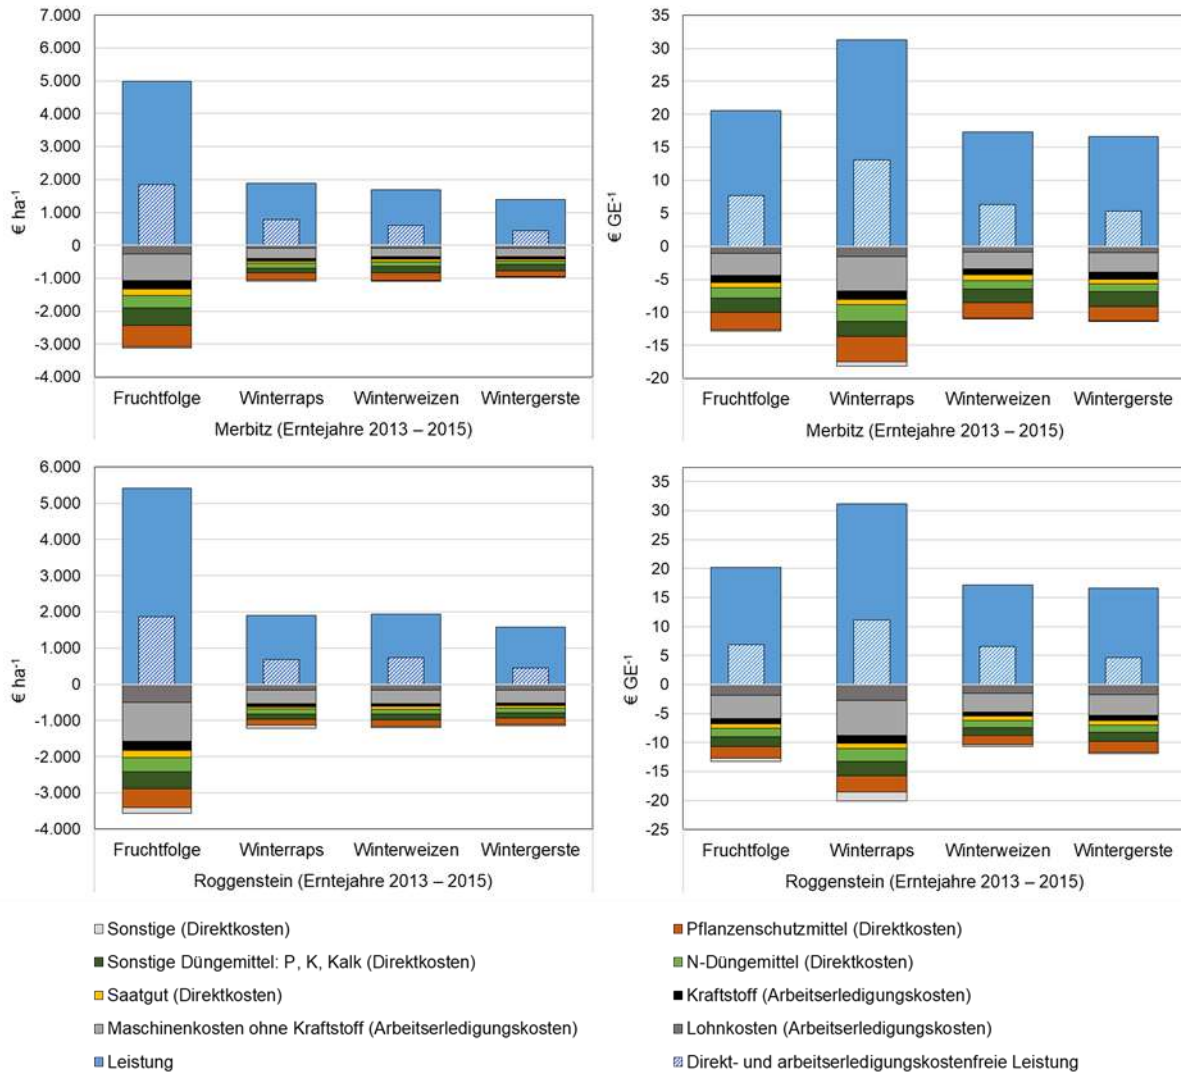 7.000
6.000
5.000
4.000
3.000
2.000
1.000
0
-1.000
-2.000
-3.000
-4.000
€ ha⁻¹
Fruchtfolge Winterraps Winterweizen Wintergerste
Merbitz (Erntejahre 2013 – 2015)
35
30
25
20
15
10
5
0
-5
-10
-15
-20
€ GE⁻¹
Fruchtfolge Winterraps Winterweizen Wintergerste
Merbitz (Erntejahre 2013 – 2015)
6.000
5.000
4.000
3.000
2.000
1.000
0
-1.000
-2.000
-3.000
-4.000
€ ha⁻¹
Fruchtfolge Winterraps Winterweizen Wintergerste
Roggenstein (Erntejahre 2013 – 2015)
35
30
25
20
15
10
5
0
-5
-10
-15
-20
-25
€ GE⁻¹
Fruchtfolge Winterraps Winterweizen Wintergerste
Roggenstein (Erntejahre 2013 – 2015)
Sonstige (Direktkosten)
Pflanzenschutzmittel (Direktkosten)
Sonstige Düngemittel: P, K, Kalk (Direktkosten)
N-Düngemittel (Direktkosten)
Saatgut (Direktkosten)
Kraftstoff (Arbeitserledigungskosten)
Maschinenkosten ohne Kraftstoff (Arbeitserledigungskosten)
Lohnkosten (Arbeitserledigungskosten)
Leistung
Direkt- und arbeitserledigungskostenfreie Leistung